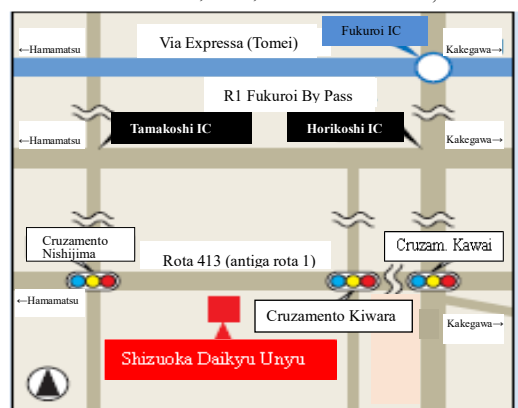 Fukuroi IC
←Hamamatsu
Via Expressa (Tomei)
Kakegawa→
R1 Fukuroi By Pass
←Hamamatsu
Tamakoshi IC
Horikoshi IC
Kakegawa→
Cruzamento
Nishijima
Rota 413 (antiga rota 1)
Cruzam. Kawai
←Hamamatsu
Cruzamento Kiwara
Kakegawa→
Shizuoka Daikyu Unyu